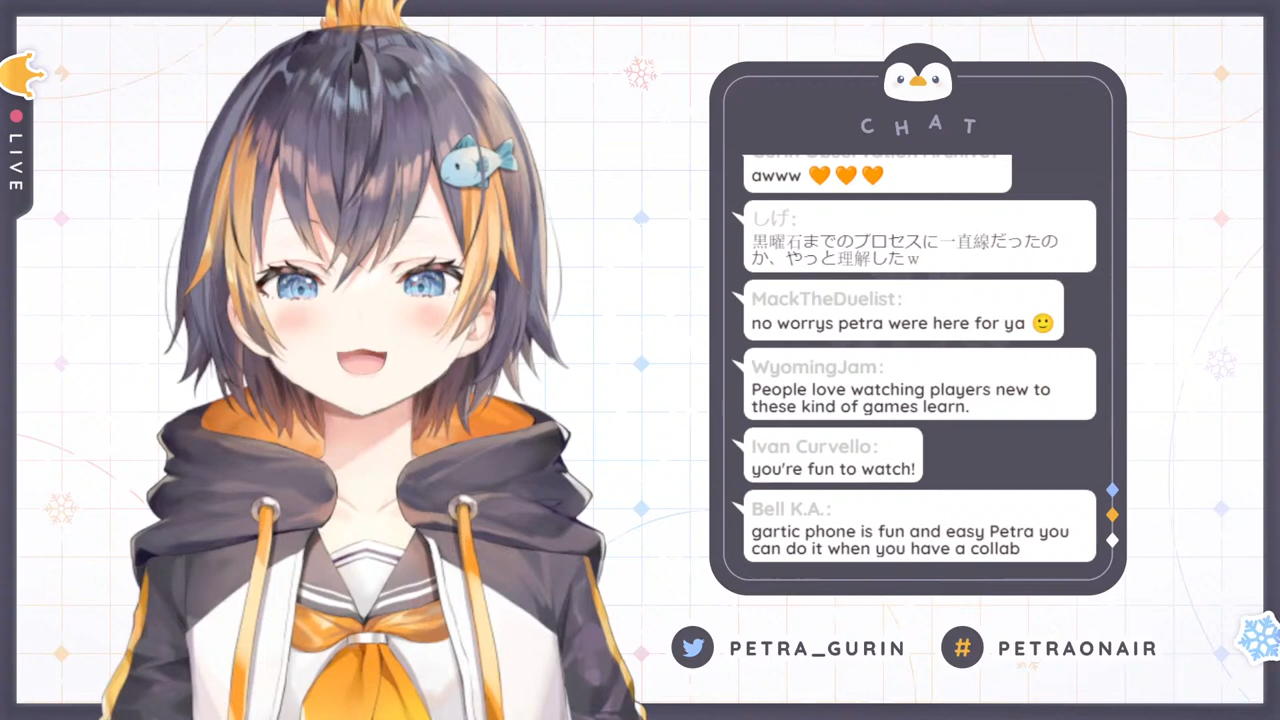 LIVE
CHAT
awww 🧡🧡🧡
しげ:
黒曜石までのプロセスに一直線だったの
か、やっと理解したｗ
MackTheDuelist:
no worrys petra were here for ya 🙂
WyomingJam:
People love watching players new to
these kind of games learn.
Ivan Curvello:
you're fun to watch!
Bell K.A.:
gartic phone is fun and easy Petra you
can do it when you have a collab
PETRA_GURIN
# PETRAONAIR